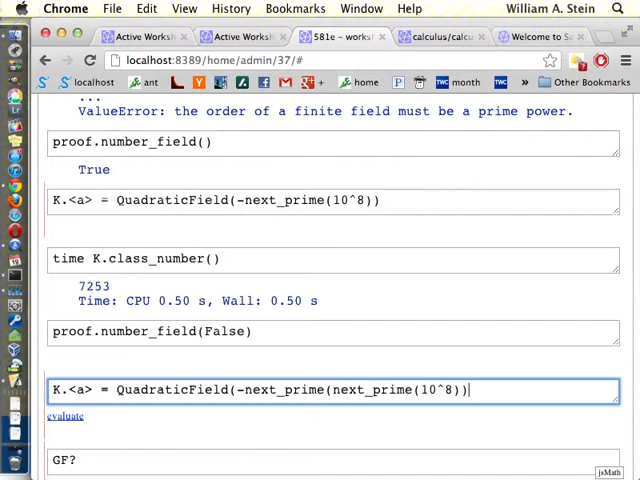 Chrome File Edit View History Bookmarks Window Help William A. Stein
Active Worksh Active Worksh 581e – works calculus/calcu Welcome to Sa
localhost:8389/home/admin/37/#
localhost ant home TWC month TWC week » Other Bookmarks
...
ValueError: the order of a finite field must be a prime power.
proof.number_field()
True
K.<a> = QuadraticField(-next_prime(10^8))
time K.class_number()
7253
Time: CPU 0.50 s, Wall: 0.50 s
proof.number_field(False)
K.<a> = QuadraticField(-next_prime(next_prime(10^8))
evaluate
GF?
jsMath